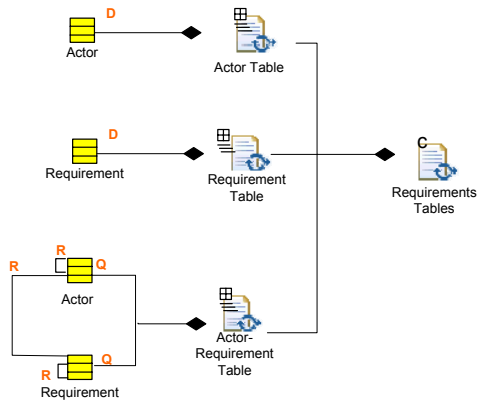 D
Actor
Actor Table
D
Requirement
Requirement
Table
C
Requirements
Tables
R
R
Q
Actor
Q
R
Requirement
Actor-
Requirement
Table